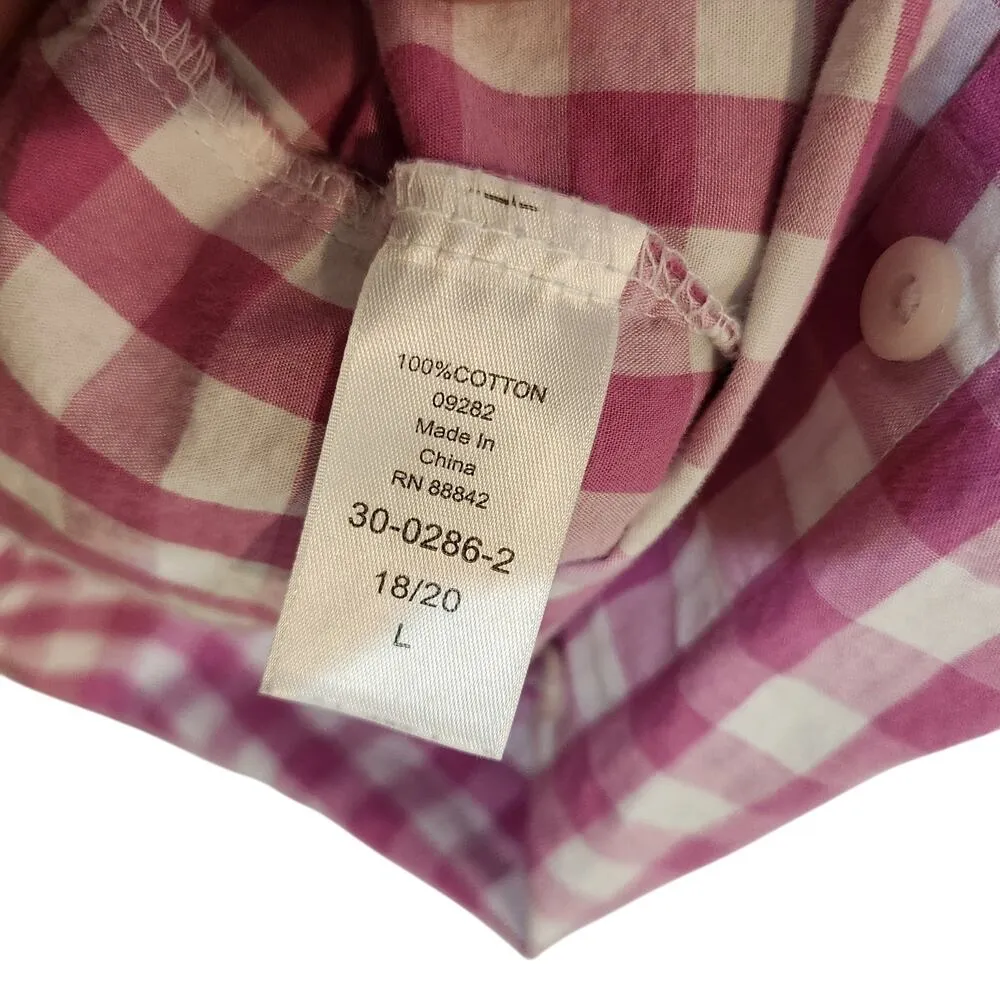 100%COTTON
09282
Made In
China
RN 88842
30-0286-2
18/20
L